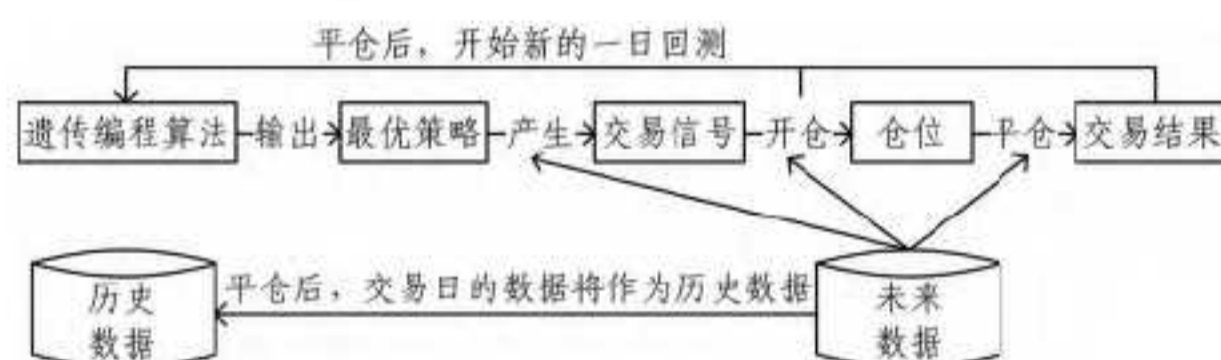 平仓后，开始新的一日回测
遗传编程算法 输出 最优策略 产生 交易信号 开仓 仓位 平仓 交易结果
平仓后，交易日的数据将作为历史数据
历史
数据
未来
数据